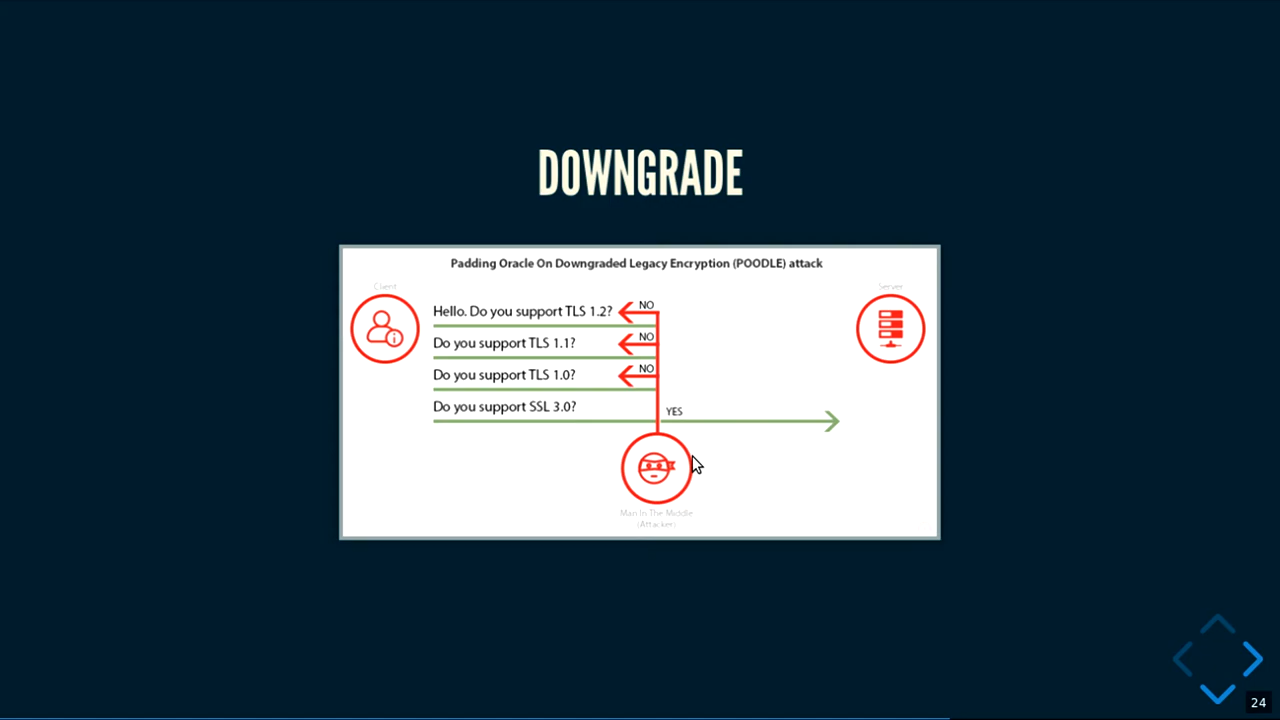 DOWNGRADE
Padding Oracle On Downgraded Legacy Encryption (POODLE) attack
Client
Server
Hello. Do you support TLS 1.2?
NO
Do you support TLS 1.1?
NO
Do you support TLS 1.0?
NO
Do you support SSL 3.0?
YES
Man In The Middle
(Attacker)
24